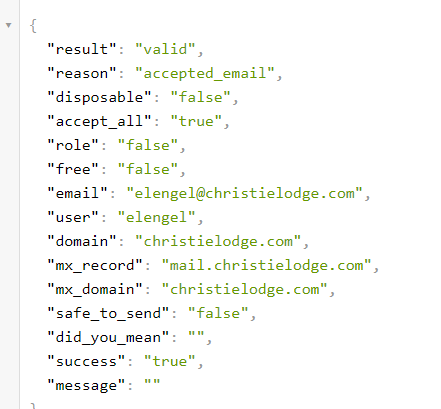 {
"result": "valid",
"reason": "accepted_email",
"disposable": "false",
"accept_all": "true",
"role": "false",
"free": "false",
"email": "elengel@christielodge.com",
"user": "elengel",
"domain": "christielodge.com",
"mx_record": "mail.christielodge.com",
"mx_domain": "christielodge.com",
"safe_to_send": "false",
"did_you_mean": "",
"success": "true",
"message": ""
}